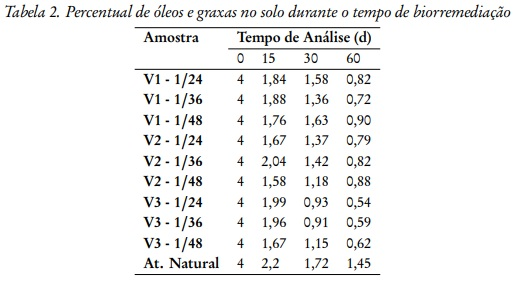 Tabela 2. Percentual de óleos e graxas no solo durante o tempo de biorremediação
Amostra Tempo de Análise (d)
0 15 30 60
V1 - 1/24 4 1,84 1,58 0,82
V1 - 1/36 4 1,88 1,36 0,72
V1 - 1/48 4 1,76 1,63 0,90
V2 - 1/24 4 1,67 1,37 0,79
V2 - 1/36 4 2,04 1,42 0,82
V2 - 1/48 4 1,58 1,18 0,88
V3 - 1/24 4 1,99 0,93 0,54
V3 - 1/36 4 1,96 0,91 0,59
V3 - 1/48 4 1,67 1,15 0,62
At. Natural 4 2,2 1,72 1,45